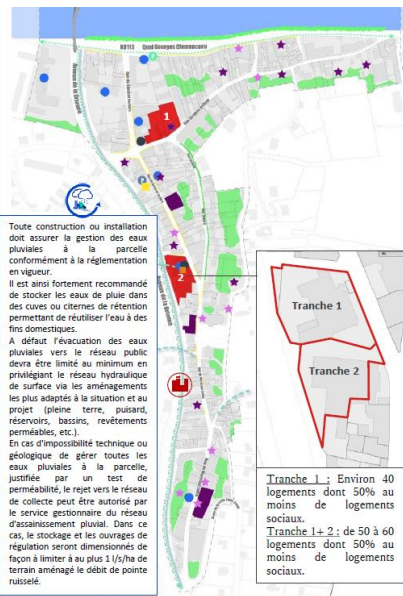 RD113 Quai Georges Clemenceau
1
2
Toute construction ou installation
doit assurer la gestion des eaux
pluviales à la parcelle
conformément à la réglementation
en vigueur.
Il est ainsi fortement recommandé
de stocker les eaux de pluie dans
des cuves ou citernes de rétention
permettant de réutiliser l'eau à des
fins domestiques.
A défaut l'évacuation des eaux
pluviales vers le réseau public
devra être limité au minimum en
privilégiant le réseau hydraulique
de surface via les aménagements
les plus adaptés à la situation et au
projet (pleine terre, puisard,
réservoirs, bassins, revêtements
perméables, etc.).
En cas d'impossibilité technique ou
géologique de gérer toutes les
eaux pluviales à la parcelle,
justifiée par un test de
perméabilité, le rejet vers le réseau
de collecte peut être autorisé par
le service gestionnaire du réseau
d'assainissement pluvial. Dans ce
cas, le stockage et les ouvrages de
régulation seront dimensionnés de
façon à limiter à au plus 1 l/s/ha de
terrain aménagé le débit de pointe
ruisselé.
Tranche 1
Tranche 2
Tranche 1 : Environ 40
logements dont 50% au
moins de logements
sociaux.
Tranche 1+ 2 : de 50 à 60
logements dont 50% au
moins de logements
sociaux.